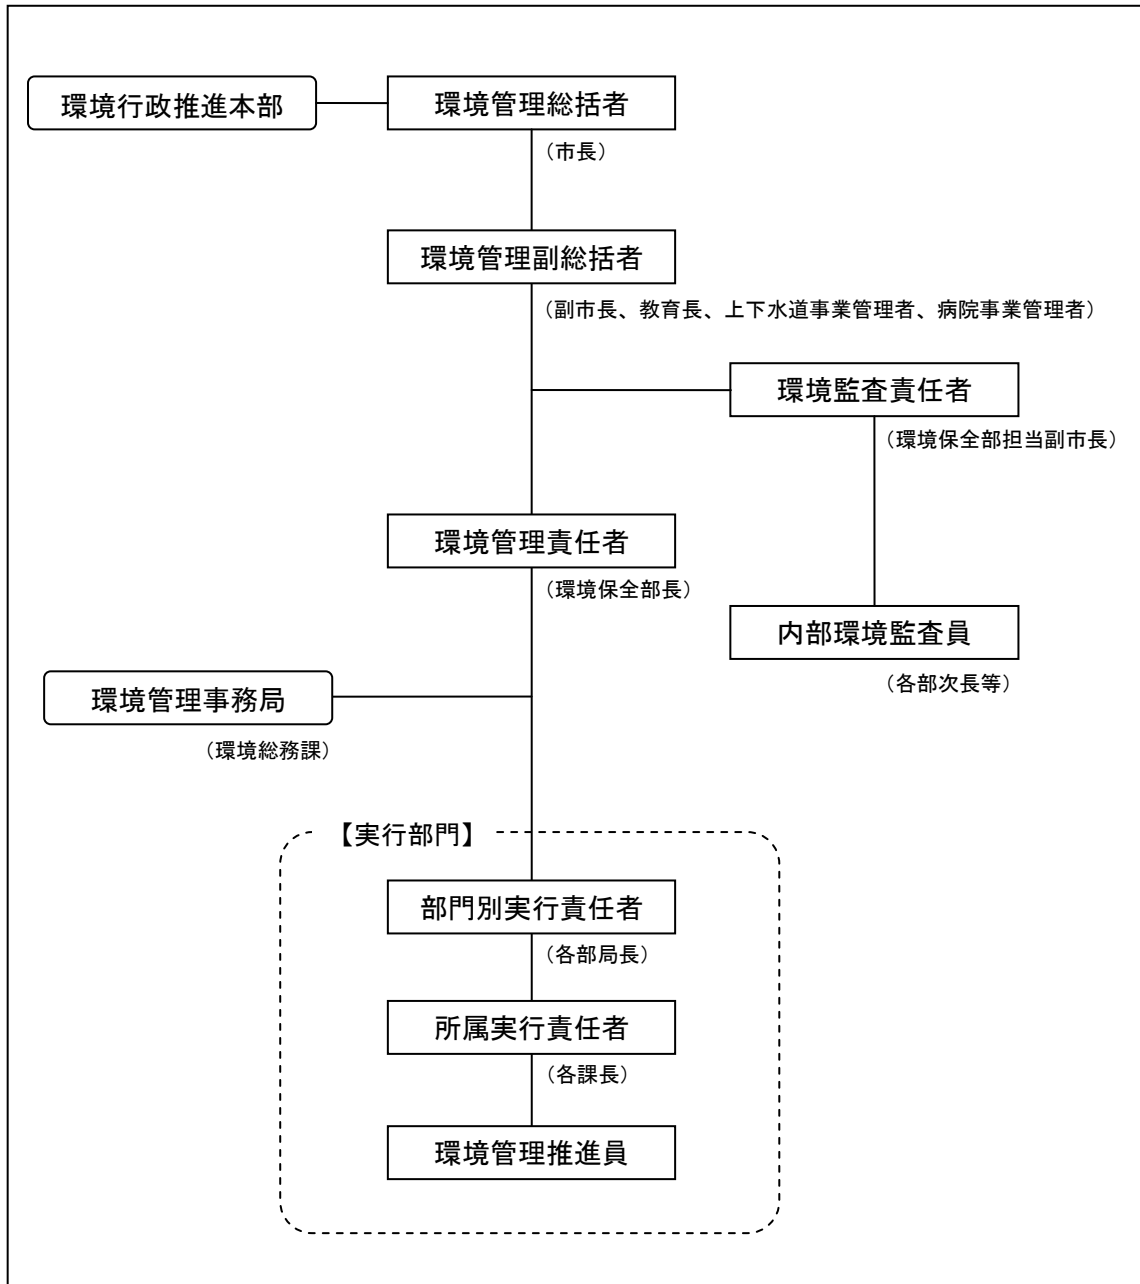 環境行政推進本部
環境管理総括者
（市長）
環境管理副総括者
（副市長、教育長、上下水道事業管理者、病院事業管理者）
環境監査責任者
（環境保全部担当副市長）
環境管理責任者
（環境保全部長）
内部環境監査員
（各部次長等）
環境管理事務局
（環境総務課）
【実行部門】
部門別実行責任者
（各部局長）
所属実行責任者
（各課長）
環境管理推進員